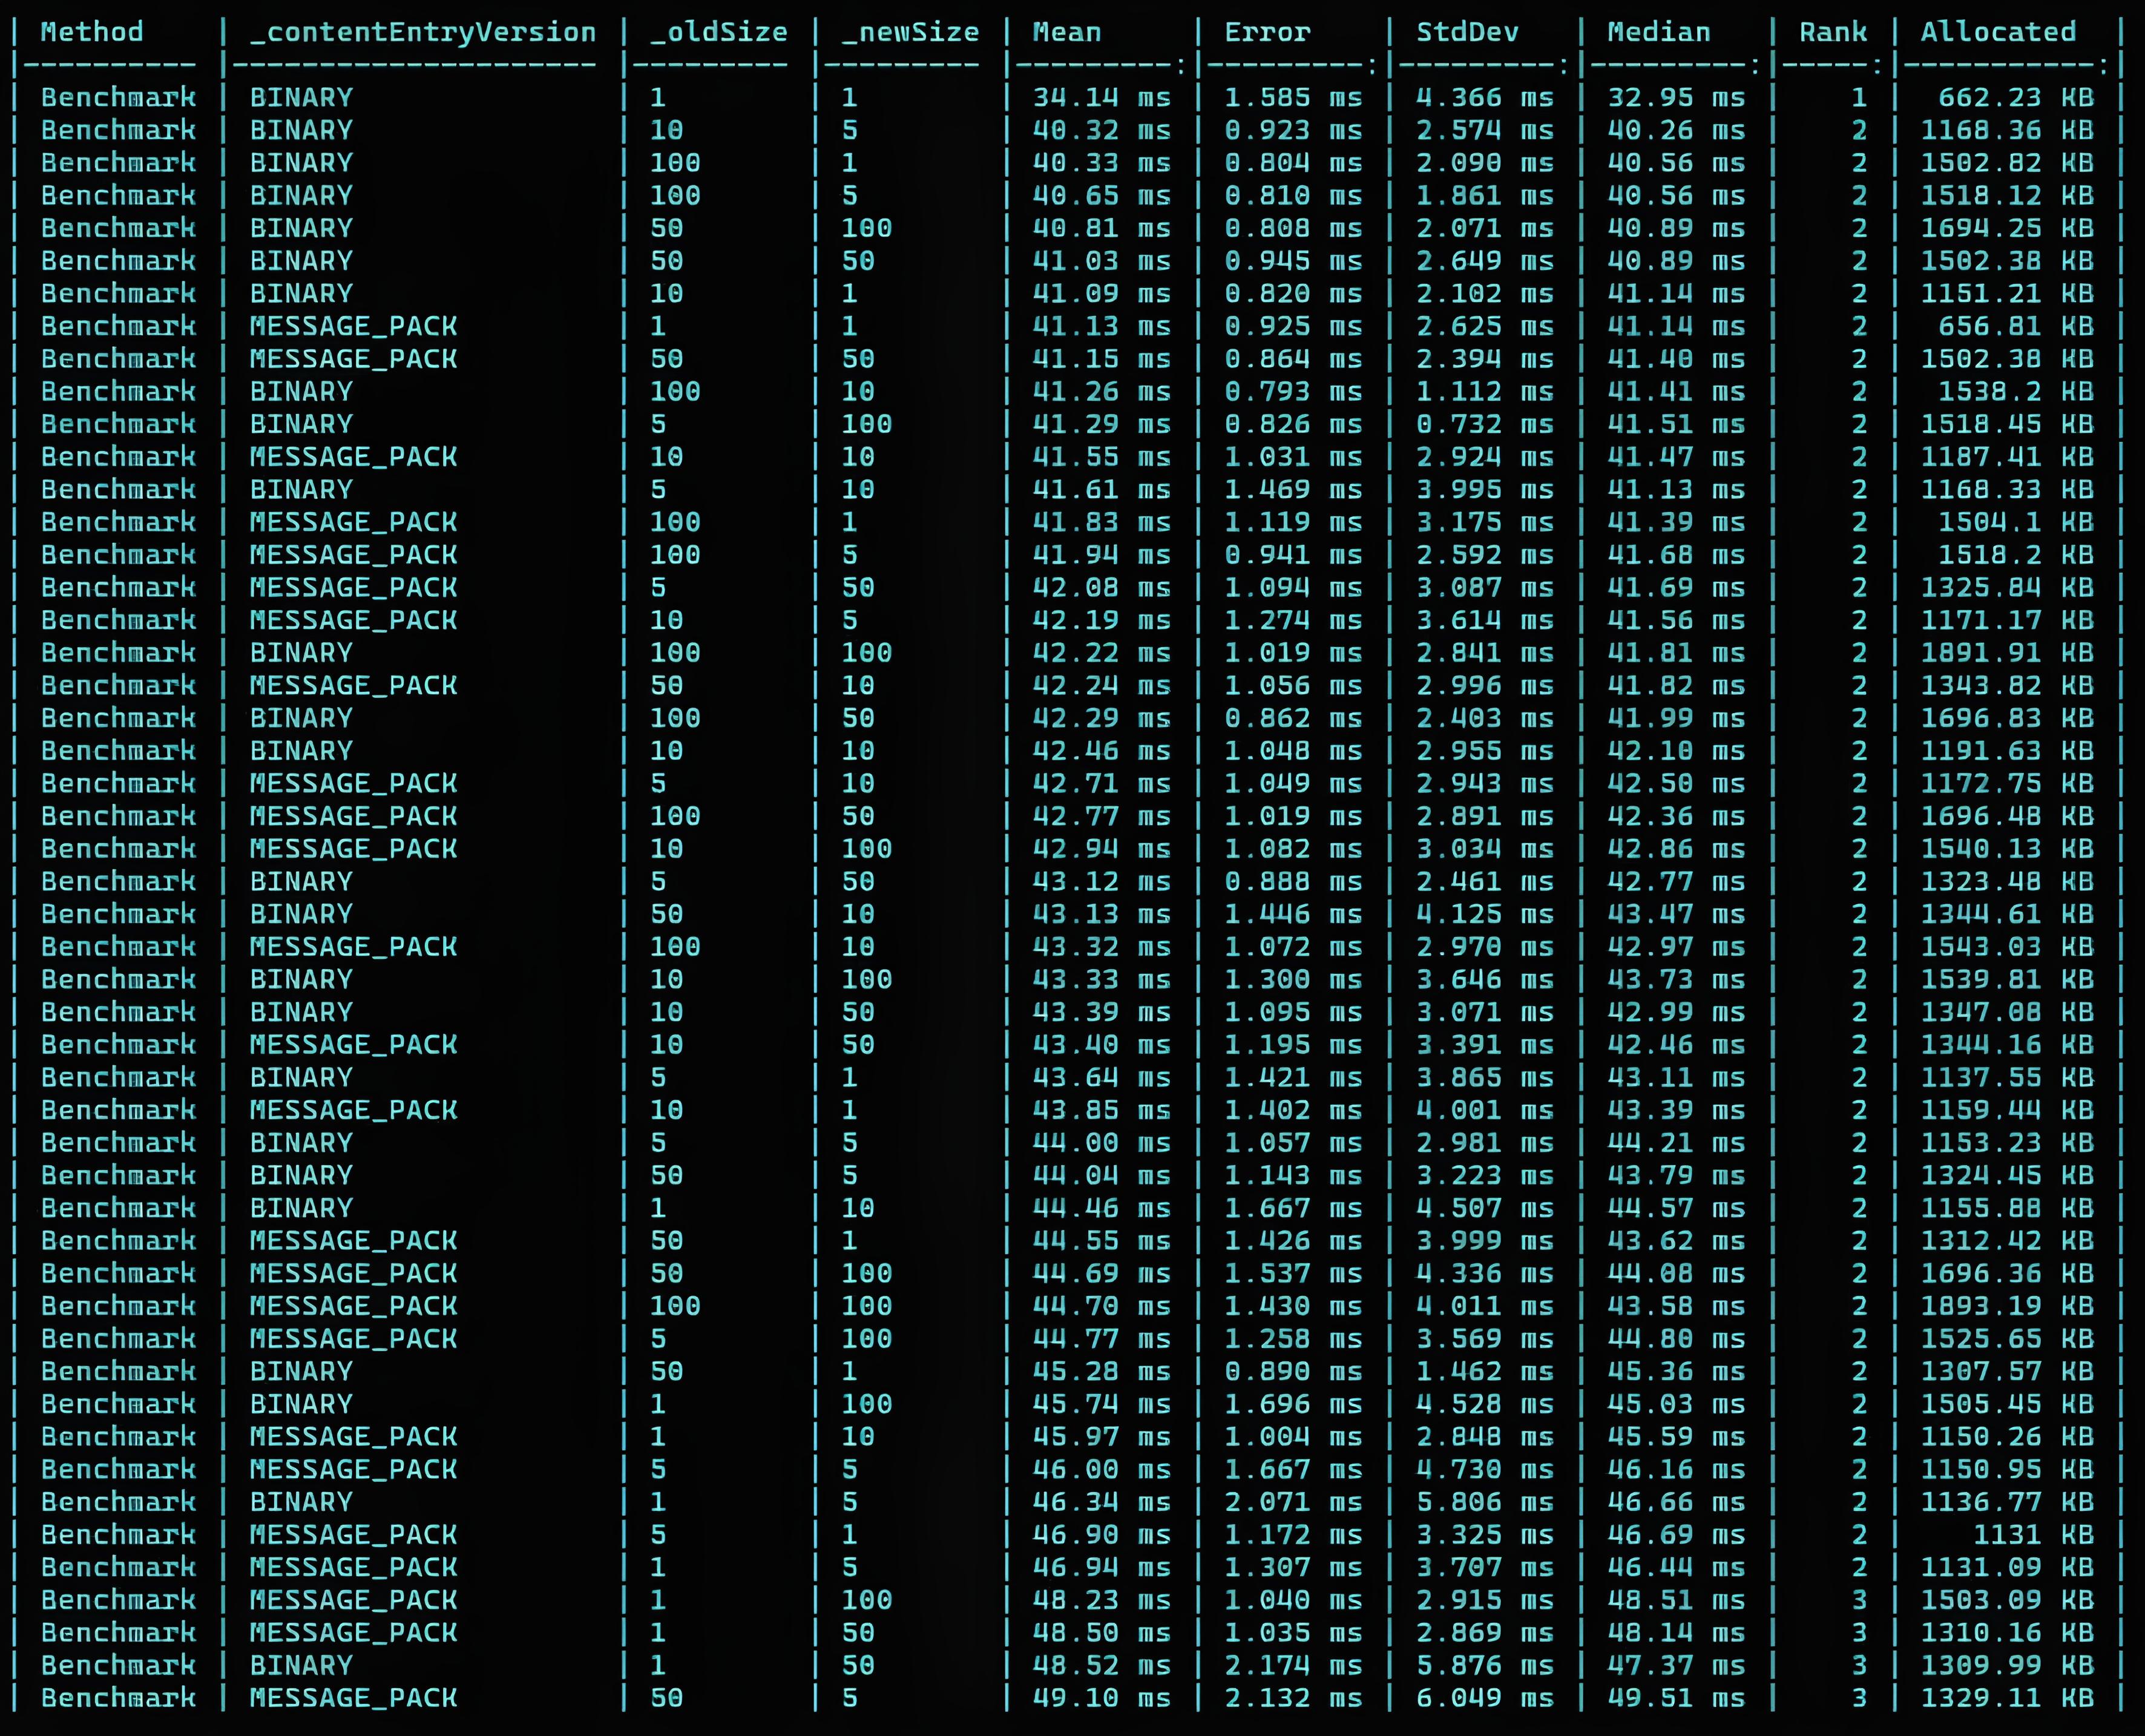 | Method | _contentEntryVersion | _oldSize | _newSize | Mean | Error | StdDev | Median | Rank | Allocated |
|---------- |--------------------- |--------- |--------- |---------:|---------:|---------:|---------:|-----:|-----------:|
| Benchmark | BINARY | 1 | 1 | 34.14 ms | 1.585 ms | 4.366 ms | 32.95 ms | 1 | 662.23 KB |
| Benchmark | BINARY | 10 | 5 | 40.32 ms | 0.923 ms | 2.574 ms | 40.26 ms | 2 | 1168.36 KB |
| Benchmark | BINARY | 100 | 1 | 40.33 ms | 0.804 ms | 2.090 ms | 40.56 ms | 2 | 1502.82 KB |
| Benchmark | BINARY | 100 | 5 | 40.65 ms | 0.810 ms | 1.861 ms | 40.56 ms | 2 | 1518.12 KB |
| Benchmark | BINARY | 50 | 100 | 40.81 ms | 0.808 ms | 2.071 ms | 40.89 ms | 2 | 1694.25 KB |
| Benchmark | BINARY | 50 | 50 | 41.03 ms | 0.945 ms | 2.649 ms | 40.89 ms | 2 | 1502.38 KB |
| Benchmark | BINARY | 10 | 1 | 41.09 ms | 0.820 ms | 2.102 ms | 41.14 ms | 2 | 1151.21 KB |
| Benchmark | MESSAGE_PACK | 1 | 1 | 41.13 ms | 0.925 ms | 2.625 ms | 41.14 ms | 2 | 656.81 KB |
| Benchmark | MESSAGE_PACK | 50 | 50 | 41.15 ms | 0.864 ms | 2.394 ms | 41.40 ms | 2 | 1502.38 KB |
| Benchmark | BINARY | 100 | 10 | 41.26 ms | 0.793 ms | 1.112 ms | 41.41 ms | 2 | 1538.2 KB |
| Benchmark | BINARY | 5 | 100 | 41.29 ms | 0.826 ms | 0.732 ms | 41.51 ms | 2 | 1518.45 KB |
| Benchmark | MESSAGE_PACK | 10 | 10 | 41.55 ms | 1.031 ms | 2.924 ms | 41.47 ms | 2 | 1187.41 KB |
| Benchmark | BINARY | 5 | 10 | 41.61 ms | 1.469 ms | 3.995 ms | 41.13 ms | 2 | 1168.33 KB |
| Benchmark | MESSAGE_PACK | 100 | 1 | 41.83 ms | 1.119 ms | 3.175 ms | 41.39 ms | 2 | 1504.1 KB |
| Benchmark | MESSAGE_PACK | 100 | 5 | 41.94 ms | 0.941 ms | 2.592 ms | 41.68 ms | 2 | 1518.2 KB |
| Benchmark | MESSAGE_PACK | 5 | 50 | 42.08 ms | 1.094 ms | 3.087 ms | 41.69 ms | 2 | 1325.84 KB |
| Benchmark | MESSAGE_PACK | 10 | 5 | 42.19 ms | 1.274 ms | 3.614 ms | 41.56 ms | 2 | 1171.17 KB |
| Benchmark | BINARY | 100 | 100 | 42.22 ms | 1.019 ms | 2.841 ms | 41.81 ms | 2 | 1891.91 KB |
| Benchmark | MESSAGE_PACK | 50 | 10 | 42.24 ms | 1.056 ms | 2.996 ms | 41.82 ms | 2 | 1343.82 KB |
| Benchmark | BINARY | 100 | 50 | 42.29 ms | 0.862 ms | 2.403 ms | 41.99 ms | 2 | 1696.83 KB |
| Benchmark | BINARY | 10 | 10 | 42.46 ms | 1.048 ms | 2.955 ms | 42.10 ms | 2 | 1191.63 KB |
| Benchmark | MESSAGE_PACK | 5 | 10 | 42.71 ms | 1.049 ms | 2.943 ms | 42.50 ms | 2 | 1172.75 KB |
| Benchmark | MESSAGE_PACK | 100 | 50 | 42.77 ms | 1.019 ms | 2.891 ms | 42.36 ms | 2 | 1696.48 KB |
| Benchmark | MESSAGE_PACK | 10 | 100 | 42.94 ms | 1.082 ms | 3.034 ms | 42.86 ms | 2 | 1540.13 KB |
| Benchmark | BINARY | 5 | 50 | 43.12 ms | 0.888 ms | 2.461 ms | 42.77 ms | 2 | 1323.48 KB |
| Benchmark | BINARY | 50 | 10 | 43.13 ms | 1.446 ms | 4.125 ms | 43.47 ms | 2 | 1344.61 KB |
| Benchmark | MESSAGE_PACK | 100 | 10 | 43.32 ms | 1.072 ms | 2.970 ms | 42.97 ms | 2 | 1543.03 KB |
| Benchmark | BINARY | 10 | 100 | 43.33 ms | 1.300 ms | 3.646 ms | 43.73 ms | 2 | 1539.81 KB |
| Benchmark | BINARY | 10 | 50 | 43.39 ms | 1.095 ms | 3.071 ms | 42.99 ms | 2 | 1347.08 KB |
| Benchmark | MESSAGE_PACK | 10 | 50 | 43.40 ms | 1.195 ms | 3.391 ms | 42.46 ms | 2 | 1344.16 KB |
| Benchmark | BINARY | 5 | 1 | 43.64 ms | 1.421 ms | 3.865 ms | 43.11 ms | 2 | 1137.55 KB |
| Benchmark | MESSAGE_PACK | 10 | 1 | 43.85 ms | 1.402 ms | 4.001 ms | 43.39 ms | 2 | 1159.44 KB |
| Benchmark | BINARY | 5 | 5 | 44.00 ms | 1.057 ms | 2.981 ms | 44.21 ms | 2 | 1153.23 KB |
| Benchmark | BINARY | 50 | 5 | 44.04 ms | 1.143 ms | 3.223 ms | 43.79 ms | 2 | 1324.45 KB |
| Benchmark | BINARY | 1 | 10 | 44.46 ms | 1.667 ms | 4.507 ms | 44.57 ms | 2 | 1155.88 KB |
| Benchmark | MESSAGE_PACK | 50 | 1 | 44.55 ms | 1.426 ms | 3.999 ms | 43.62 ms | 2 | 1312.42 KB |
| Benchmark | MESSAGE_PACK | 50 | 100 | 44.69 ms | 1.537 ms | 4.336 ms | 44.08 ms | 2 | 1696.36 KB |
| Benchmark | MESSAGE_PACK | 100 | 100 | 44.70 ms | 1.430 ms | 4.011 ms | 43.58 ms | 2 | 1893.19 KB |
| Benchmark | MESSAGE_PACK | 5 | 100 | 44.77 ms | 1.258 ms | 3.569 ms | 44.80 ms | 2 | 1525.65 KB |
| Benchmark | BINARY | 50 | 1 | 45.28 ms | 0.890 ms | 1.462 ms | 45.36 ms | 2 | 1307.57 KB |
| Benchmark | BINARY | 1 | 100 | 45.74 ms | 1.696 ms | 4.528 ms | 45.03 ms | 2 | 1505.45 KB |
| Benchmark | MESSAGE_PACK | 1 | 10 | 45.97 ms | 1.004 ms | 2.848 ms | 45.59 ms | 2 | 1150.26 KB |
| Benchmark | MESSAGE_PACK | 5 | 5 | 46.00 ms | 1.667 ms | 4.730 ms | 46.16 ms | 2 | 1150.95 KB |
| Benchmark | BINARY | 1 | 5 | 46.34 ms | 2.071 ms | 5.806 ms | 46.66 ms | 2 | 1136.77 KB |
| Benchmark | MESSAGE_PACK | 5 | 1 | 46.90 ms | 1.172 ms | 3.325 ms | 46.69 ms | 2 | 1131 KB |
| Benchmark | MESSAGE_PACK | 1 | 5 | 46.94 ms | 1.307 ms | 3.707 ms | 46.44 ms | 2 | 1131.09 KB |
| Benchmark | MESSAGE_PACK | 1 | 100 | 48.23 ms | 1.040 ms | 2.915 ms | 48.51 ms | 3 | 1503.09 KB |
| Benchmark | MESSAGE_PACK | 1 | 50 | 48.50 ms | 1.035 ms | 2.869 ms | 48.14 ms | 3 | 1310.16 KB |
| Benchmark | BINARY | 1 | 50 | 48.52 ms | 2.174 ms | 5.876 ms | 47.37 ms | 3 | 1309.99 KB |
| Benchmark | MESSAGE_PACK | 50 | 5 | 49.10 ms | 2.132 ms | 6.049 ms | 49.51 ms | 3 | 1329.11 KB |